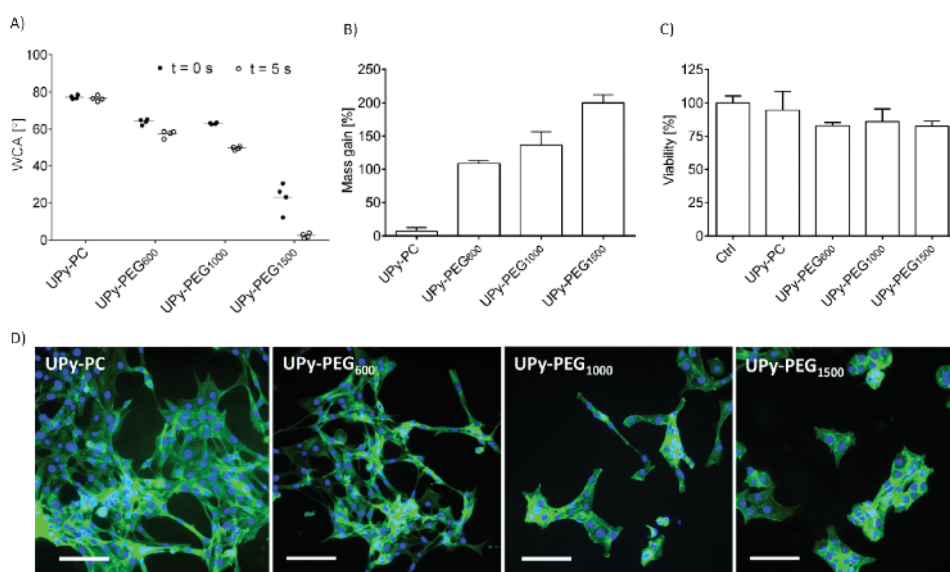 A)
WCA [°]
100
80
60
40
20
0
• t = 0 s ○ t = 5 s
UPy-PC
UPy-PEG600
UPy-PEG1000
UPy-PEG1500
B)
Mass gain [%]
250
200
150
100
50
0
UPy-PC
UPy-PEG600
UPy-PEG1000
UPy-PEG1500
C)
Viability [%]
125
100
75
50
25
0
Ctrl
UPy-PC
UPy-PEG600
UPy-PEG1000
UPy-PEG1500
D)
UPy-PC
UPy-PEG600
UPy-PEG1000
UPy-PEG1500